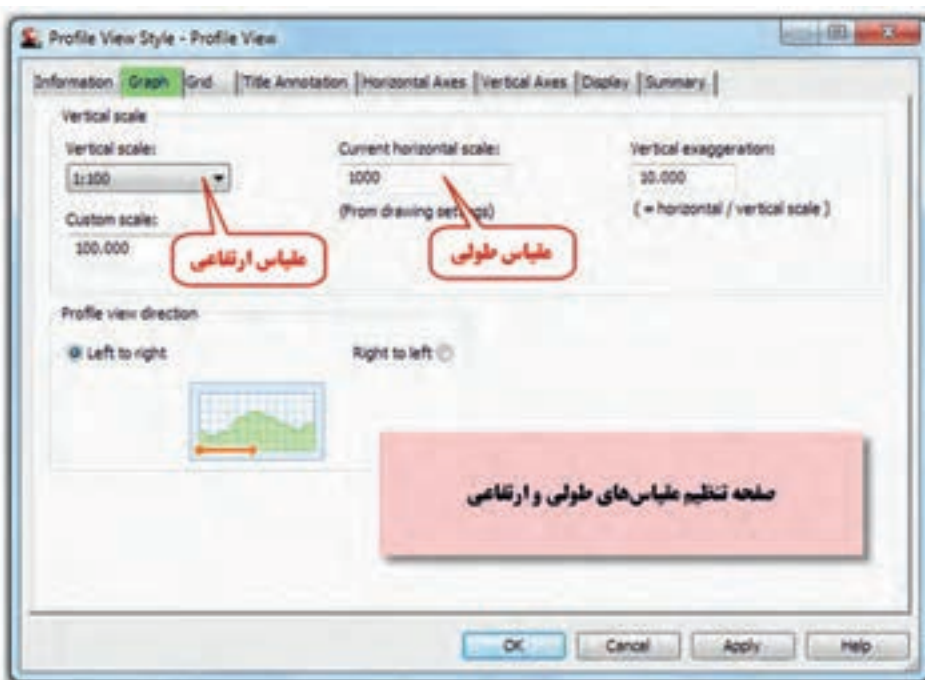 Profile View Style - Profile View
Information Graph Grid Title Annotation Horizontal Axes Vertical Axes Display Summary
Vertical scale
Vertical scale: Current horizontal scale: Vertical exaggeration:
1:100 1000 10.000
Custom scale: (From drawing settings) ( = horizontal / vertical scale )
100.000
مقیاس ارتفاعی
مقیاس طولی
Profile view direction
Left to right Right to left
صفحه تنظیم مقیاس‌های طولی و ارتفاعی
OK Cancel Apply Help